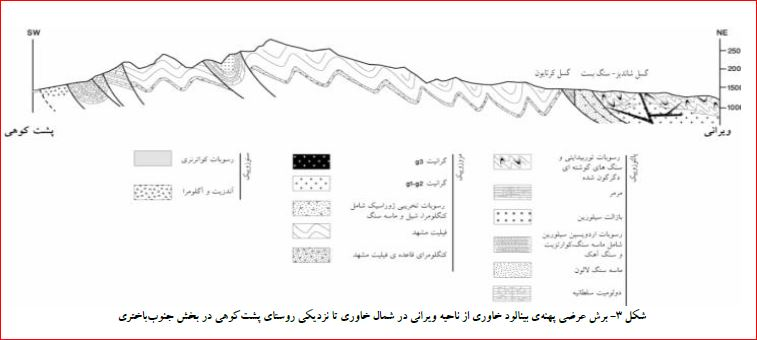 SW
NE
250
200
1500
1000
گسل کرتایون
گسل شاندیز- سنگ بست
پشت کوهی
ویرانی
سنوزوییک
رسوبات کواترنری
آندزیت و آگلومرا
مزوزوییک
گرانیت g3
گرانیت g1-g2
رسوبات تخریبی ژوراسیک شامل
کنگلومرا، شیل و ماسه سنگ
فیلیت مشهد
کنگلومرای قاعده ی فیلیت مشهد
پالئوزوییک
رسوبات توربیدایتی و
سنگ های گوشته ای
دگرگون شده
مرمر
بازالت سیلورین
رسوبات اردویسین سیلورین
شامل ماسه سنگ،کوارتزیت
و سنگ آهک
ماسه سنگ لالون
دولومیت سلطانیه
شکل ۳- برش عرضی پهنه‌ی بینالود خاوری از ناحیه ویرانی در شمال خاوری تا نزدیکی روستای پشت‌کوهی در بخش جنوب‌باختری